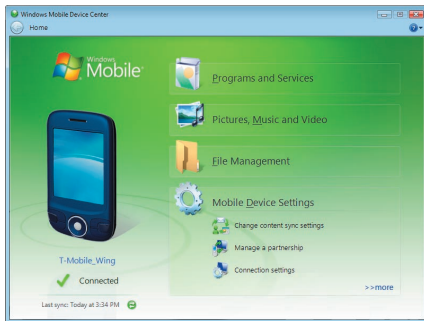 Windows Mobile Device Center
Home
Windows
Mobile
Programs and Services
Pictures, Music and Video
File Management
Mobile Device Settings
Change content sync settings
Manage a partnership
Connection settings
>>more
T-Mobile_Wing
Connected
Last sync: Today at 3:34 PM